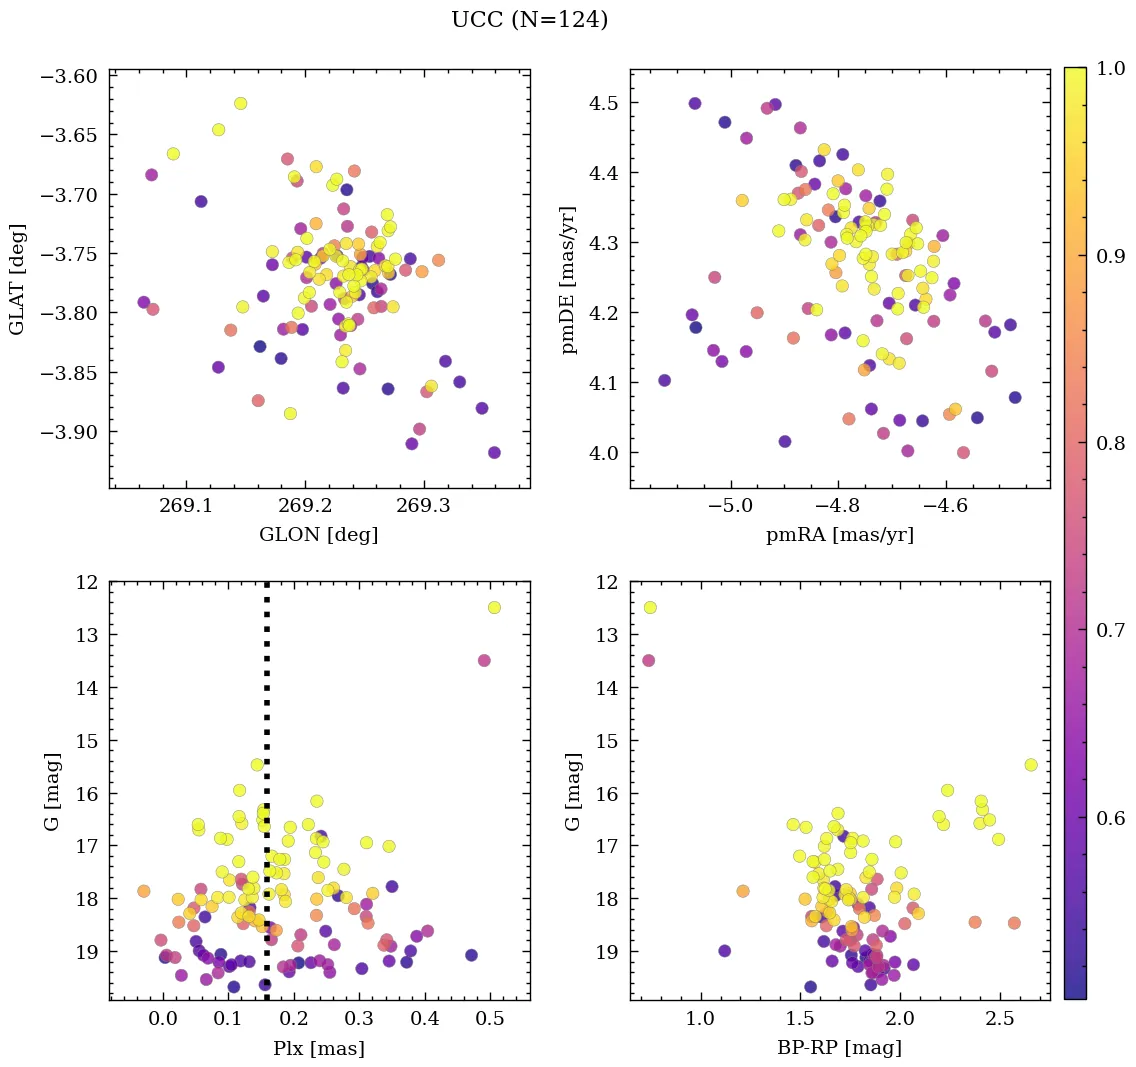 UCC (N=124)
−3.60
−3.65
−3.70
−3.75
−3.80
−3.85
−3.90
GLAT [deg]
269.1 269.2 269.3
GLON [deg]
4.5
4.4
4.3
4.2
4.1
4.0
pmDE [mas/yr]
−5.0 −4.8 −4.6
pmRA [mas/yr]
12
13
14
15
16
17
18
19
G [mag]
0.0 0.1 0.2 0.3 0.4 0.5
Plx [mas]
12
13
14
15
16
17
18
19
G [mag]
1.0 1.5 2.0 2.5
BP-RP [mag]
1.0
0.9
0.8
0.7
0.6